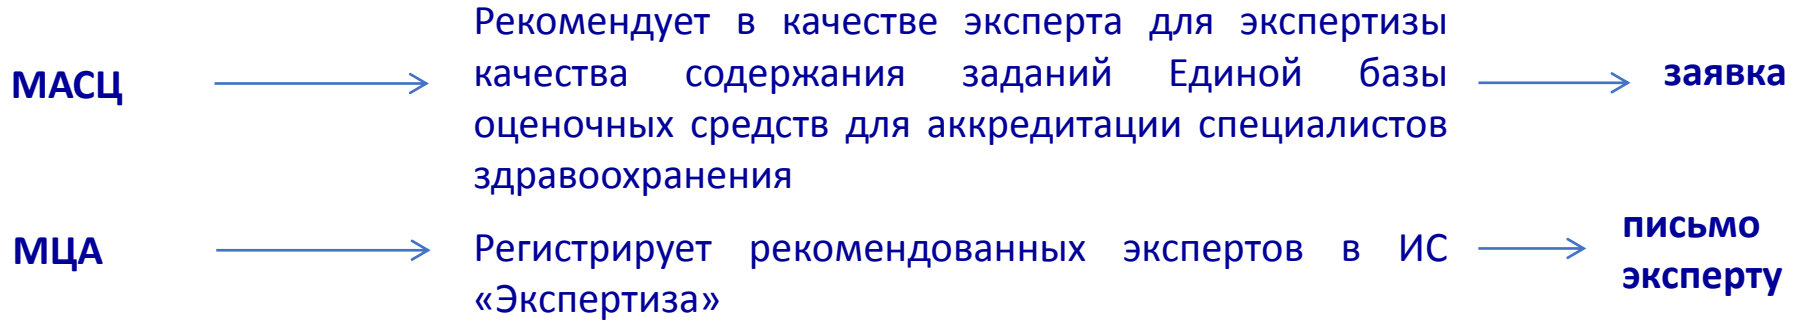 МАСЦ
Рекомендует в качестве эксперта для экспертизы
качества содержания заданий Единой базы
оценочных средств для аккредитации специалистов
здравоохранения
заявка
МЦА
Регистрирует рекомендованных экспертов в ИС
«Экспертиза»
письмо
эксперту